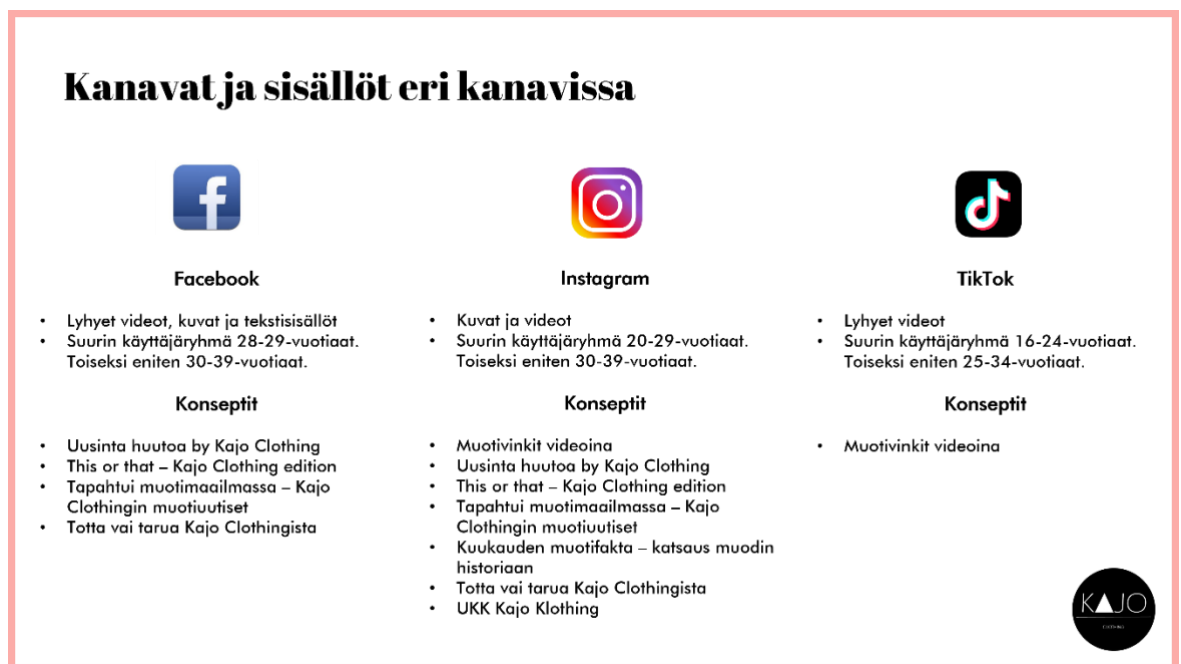 Kanavat ja sisällöt eri kanavissa
Facebook
• Lyhyet videot, kuvat ja tekstisisällöt
• Suurin käyttäjäryhmä 28-29-vuotiaat.
Toiseksi eniten 30-39-vuotiaat.
Konseptit
• Uusinta huutoa by Kajo Clothing
• This or that – Kajo Clothing edition
• Tapahtui muotimaailmassa – Kajo
Clothingin muotiuutiset
• Totta vai tarua Kajo Clothingista
Instagram
• Kuvat ja videot
• Suurin käyttäjäryhmä 20-29-vuotiaat.
Toiseksi eniten 30-39-vuotiaat.
Konseptit
• Muotivinkit videoina
• Uusinta huutoa by Kajo Clothing
• This or that – Kajo Clothing edition
• Tapahtui muotimaailmassa – Kajo
Clothingin muotiuutiset
• Kuukauden muotifakta – katsaus muodin
historiaan
• Totta vai tarua Kajo Clothingista
• UKK Kajo Klothing
TikTok
• Lyhyet videot
• Suurin käyttäjäryhmä 16-24-vuotiaat.
Toiseksi eniten 25-34-vuotiaat.
Konseptit
• Muotivinkit videoina
KAJO